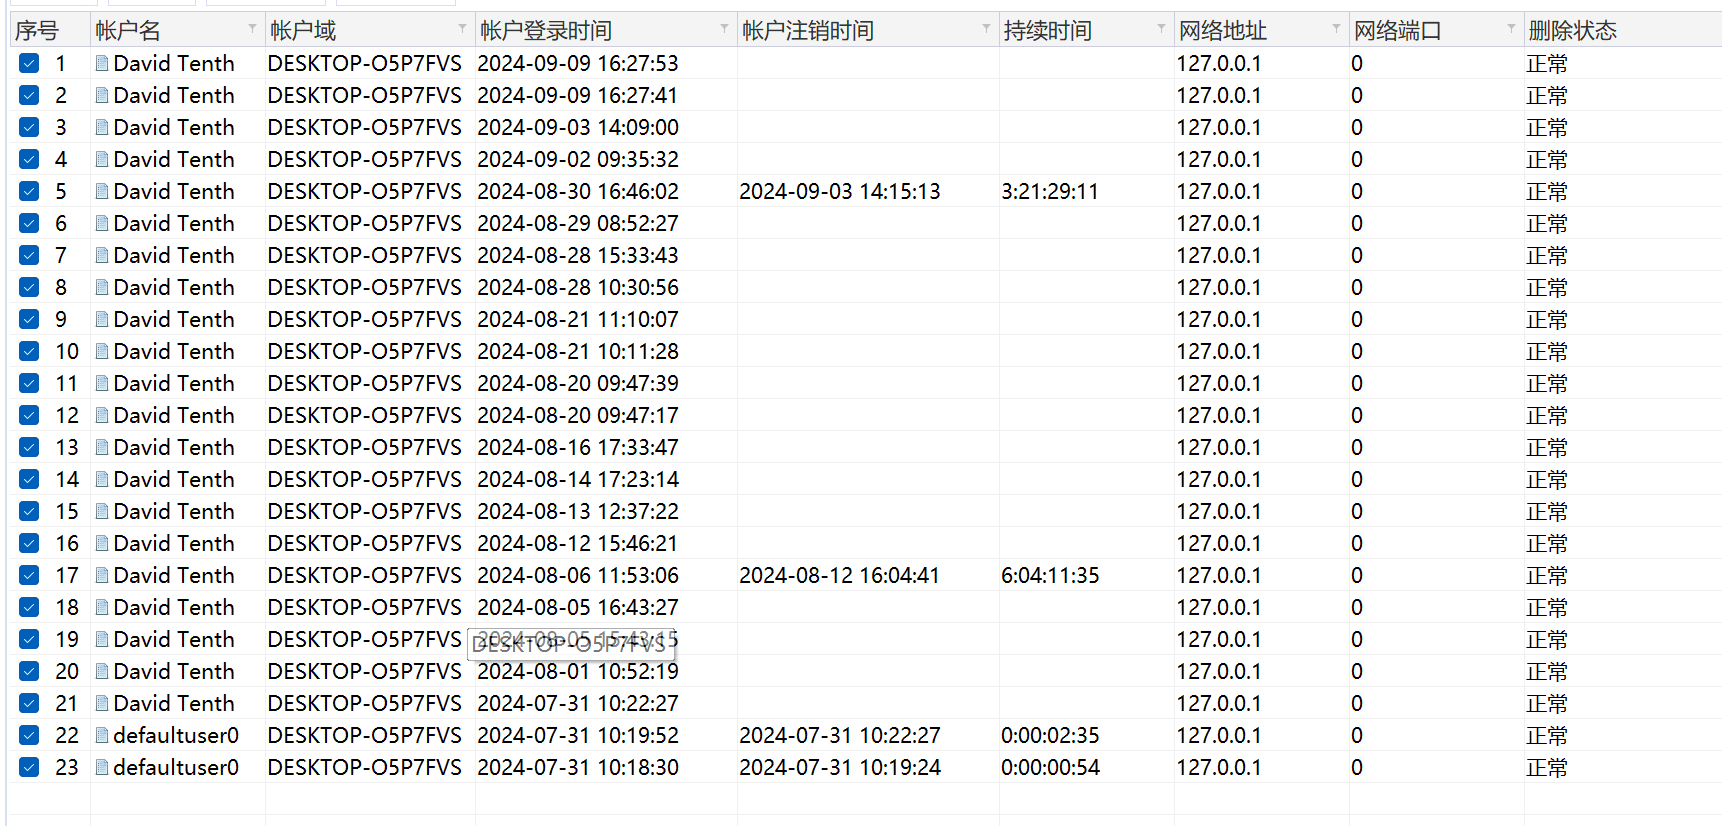 序号 帐户名 帐户域 帐户登录时间 帐户注销时间 持续时间 网络地址 网络端口 删除状态
1 David Tenth DESKTOP-O5P7FVS 2024-09-09 16:27:53 127.0.0.1 0 正常
2 David Tenth DESKTOP-O5P7FVS 2024-09-09 16:27:41 127.0.0.1 0 正常
3 David Tenth DESKTOP-O5P7FVS 2024-09-03 14:09:00 127.0.0.1 0 正常
4 David Tenth DESKTOP-O5P7FVS 2024-09-02 09:35:32 127.0.0.1 0 正常
5 David Tenth DESKTOP-O5P7FVS 2024-08-30 16:46:02 2024-09-03 14:15:13 3:21:29:11 127.0.0.1 0 正常
6 David Tenth DESKTOP-O5P7FVS 2024-08-29 08:52:27 127.0.0.1 0 正常
7 David Tenth DESKTOP-O5P7FVS 2024-08-28 15:33:43 127.0.0.1 0 正常
8 David Tenth DESKTOP-O5P7FVS 2024-08-28 10:30:56 127.0.0.1 0 正常
9 David Tenth DESKTOP-O5P7FVS 2024-08-21 11:10:07 127.0.0.1 0 正常
10 David Tenth DESKTOP-O5P7FVS 2024-08-21 10:11:28 127.0.0.1 0 正常
11 David Tenth DESKTOP-O5P7FVS 2024-08-20 09:47:39 127.0.0.1 0 正常
12 David Tenth DESKTOP-O5P7FVS 2024-08-20 09:47:17 127.0.0.1 0 正常
13 David Tenth DESKTOP-O5P7FVS 2024-08-16 17:33:47 127.0.0.1 0 正常
14 David Tenth DESKTOP-O5P7FVS 2024-08-14 17:23:14 127.0.0.1 0 正常
15 David Tenth DESKTOP-O5P7FVS 2024-08-13 12:37:22 127.0.0.1 0 正常
16 David Tenth DESKTOP-O5P7FVS 2024-08-12 15:46:21 127.0.0.1 0 正常
17 David Tenth DESKTOP-O5P7FVS 2024-08-06 11:53:06 2024-08-12 16:04:41 6:04:11:35 127.0.0.1 0 正常
18 David Tenth DESKTOP-O5P7FVS 2024-08-05 16:43:27 127.0.0.1 0 正常
19 David Tenth DESKTOP-O5P7FVS 2024-08-05 15:43:15 127.0.0.1 0 正常
DESKTOP-O5P7FVS
20 David Tenth DESKTOP-O5P7FVS 2024-08-01 10:52:19 127.0.0.1 0 正常
21 David Tenth DESKTOP-O5P7FVS 2024-07-31 10:22:27 127.0.0.1 0 正常
22 defaultuser0 DESKTOP-O5P7FVS 2024-07-31 10:19:52 2024-07-31 10:22:27 0:00:02:35 127.0.0.1 0 正常
23 defaultuser0 DESKTOP-O5P7FVS 2024-07-31 10:18:30 2024-07-31 10:19:24 0:00:00:54 127.0.0.1 0 正常